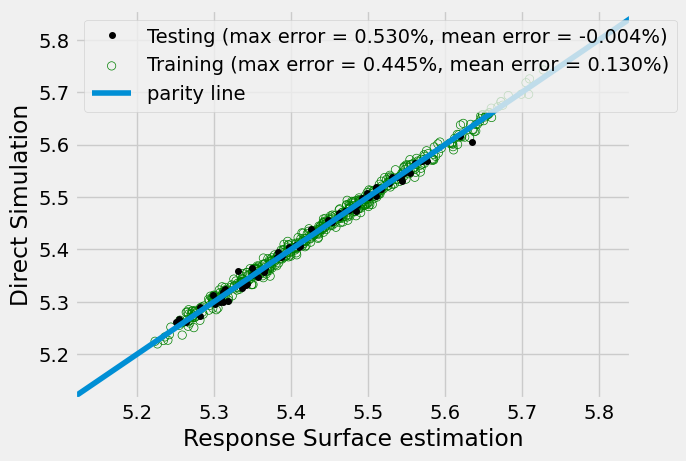 Testing (max error = 0.530%, mean error = -0.004%)
Training (max error = 0.445%, mean error = 0.130%)
parity line
Direct Simulation
5.8
5.7
5.6
5.5
5.4
5.3
5.2
5.2 5.3 5.4 5.5 5.6 5.7 5.8
Response Surface estimation